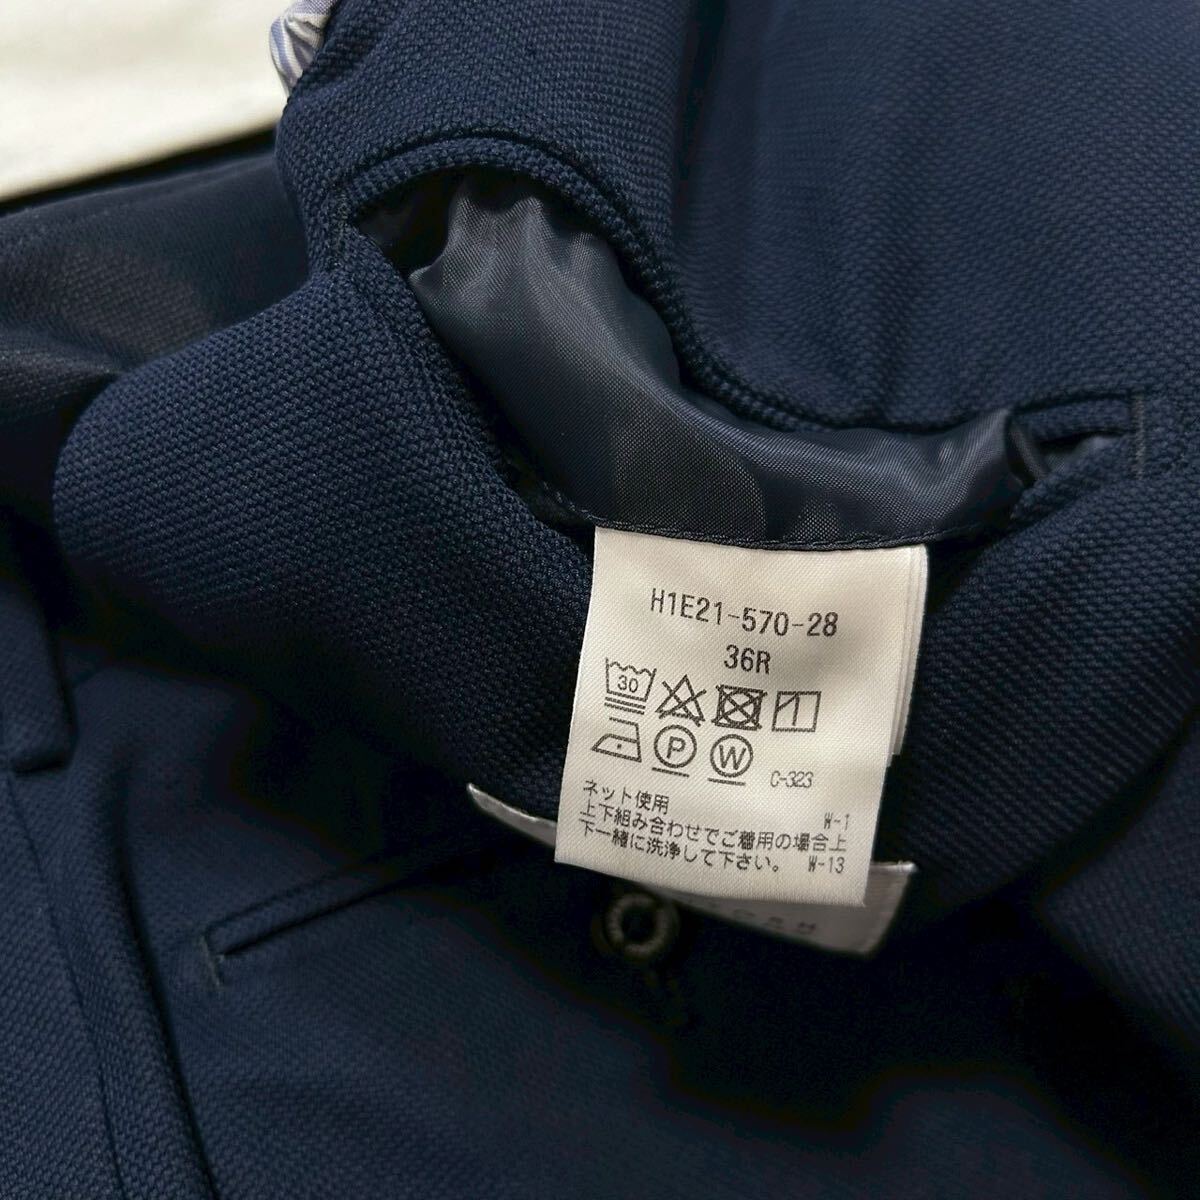 H1E21-570-28
36R
30
P W C-323
ネット使用 W-1
上下組み合わせでご着用の場合上
下一緒に洗浄して下さい。 W-13